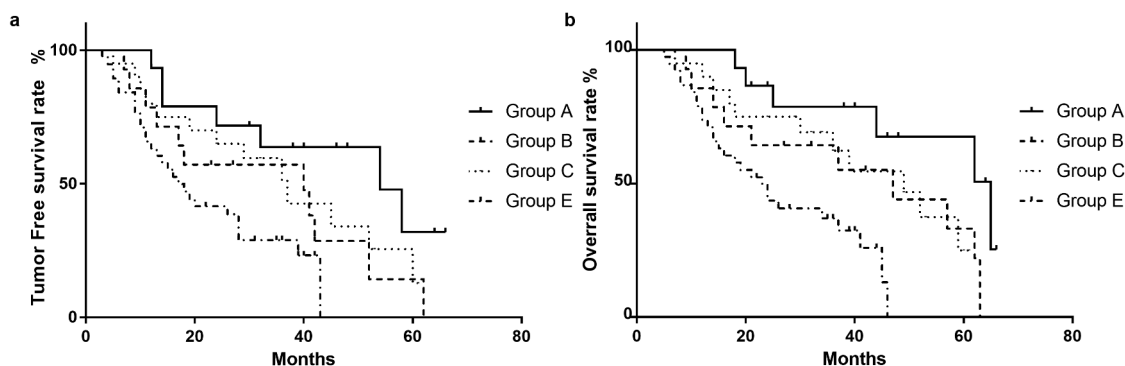 a
Tumor Free survival rate %
100
50
0
0 20 40 60 80
Months
Group A
Group B
Group C
Group E
b
Overrall survival rate %
100
50
0
0 20 40 60 80
Months
Group A
Group B
Group C
Group E